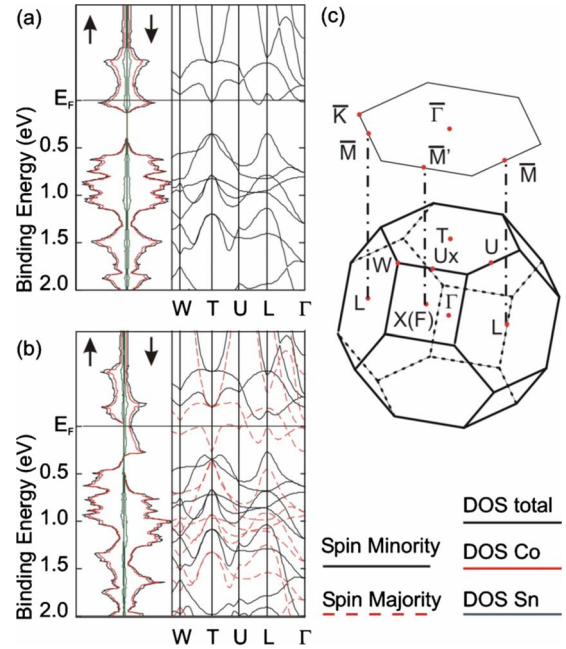 (a)
E_F
0.5
1.0
1.5
2.0
Binding Energy (eV)
W T U L Γ
(b)
E_F
0.5
1.0
1.5
2.0
Binding Energy (eV)
W T U L Γ
(c)
K̅
Γ̅
M̅
M̅'
M̅
T
U
W
Ux
L
X(F)
Γ
L
DOS total
Spin Minority
DOS Co
Spin Majority
DOS Sn